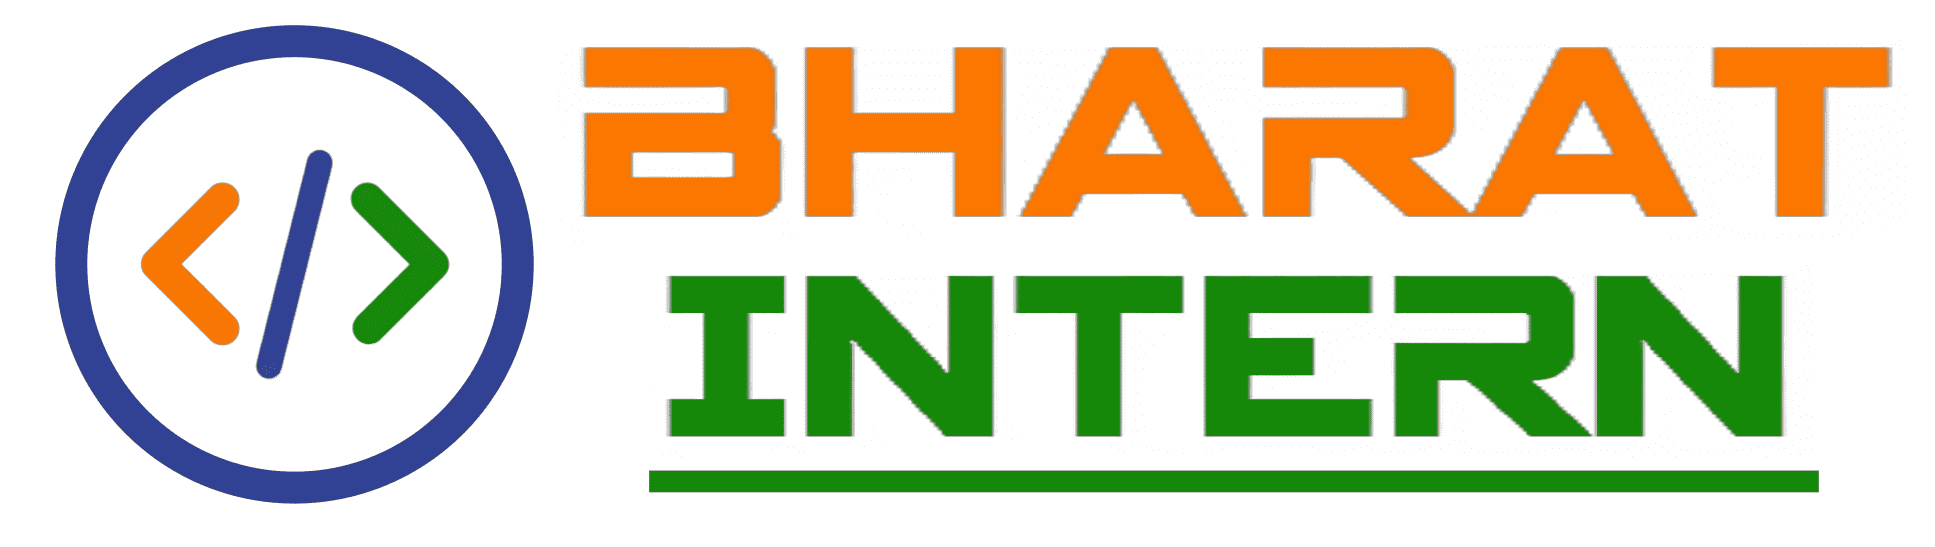 </>
BHARAT
INTERN